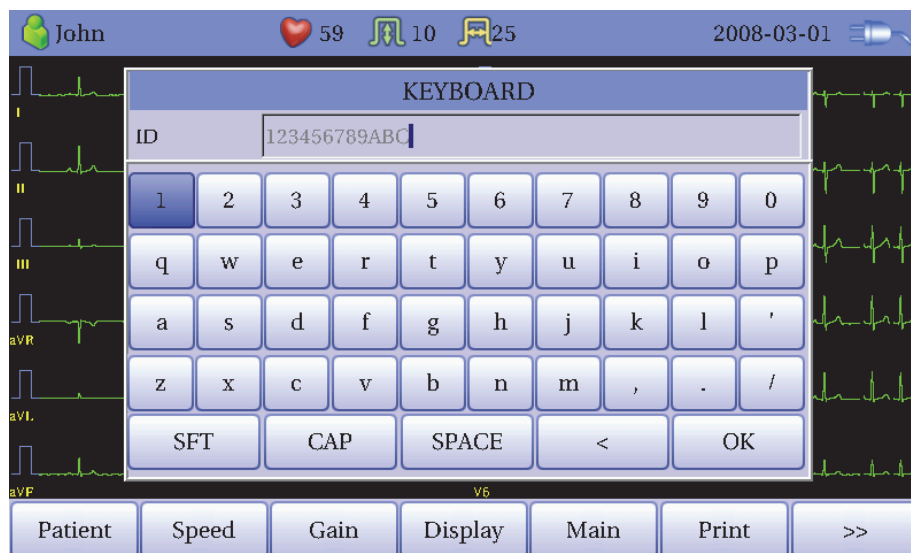 John 59 10 25 2008-03-01
KEYBOARD
I
ID 123456789ABC
II
1 2 3 4 5 6 7 8 9 0
III
q w e r t y u i o p
aVR
a s d f g h j k l '
z x c v b n m , . /
aVL
SFT CAP SPACE < OK
aVF V6
Patient Speed Gain Display Main Print >>